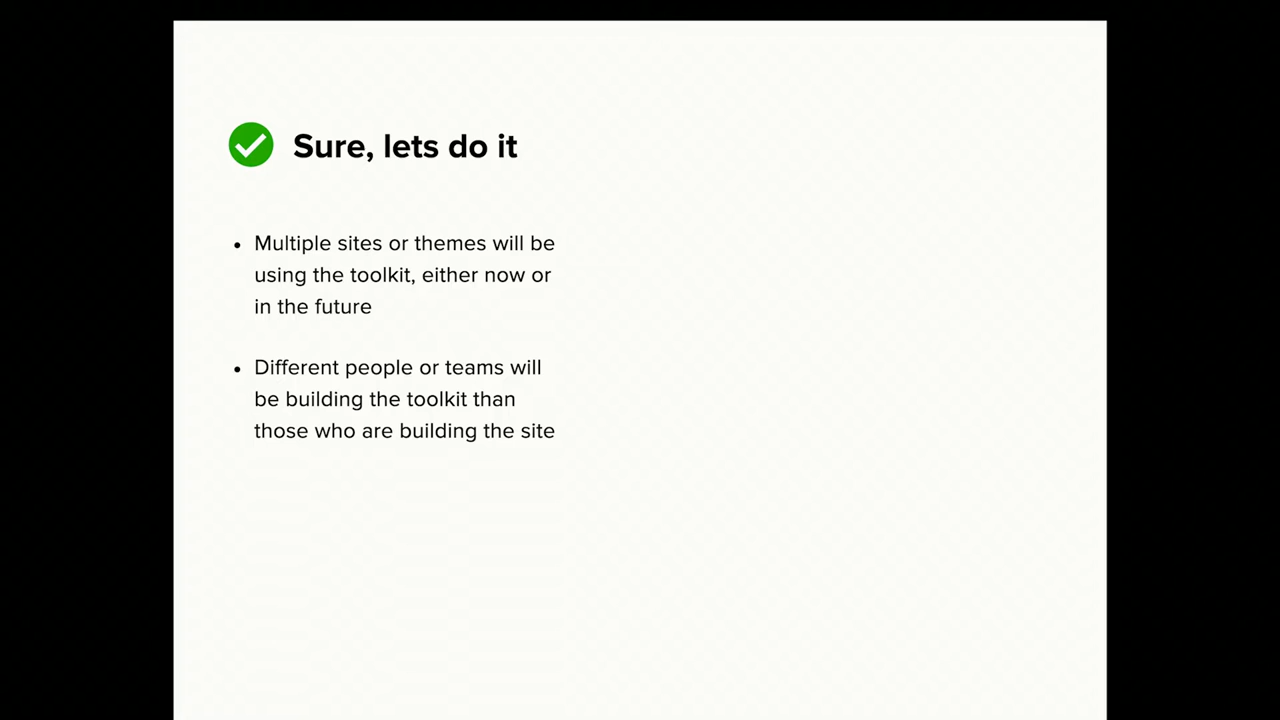 Sure, lets do it
• Multiple sites or themes will be
using the toolkit, either now or
in the future
• Different people or teams will
be building the toolkit than
those who are building the site